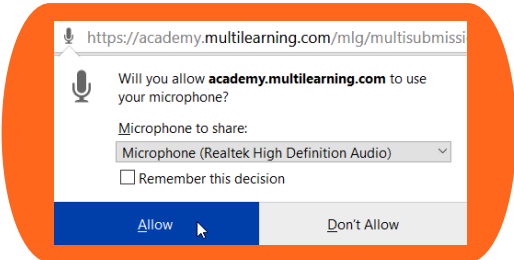 https://academy.multilearning.com/mlg/multisubmissi
Will you allow academy.multilearning.com to use
your microphone?
Microphone to share:
Microphone (Realtek High Definition Audio)
Remember this decision
Allow
Don't Allow